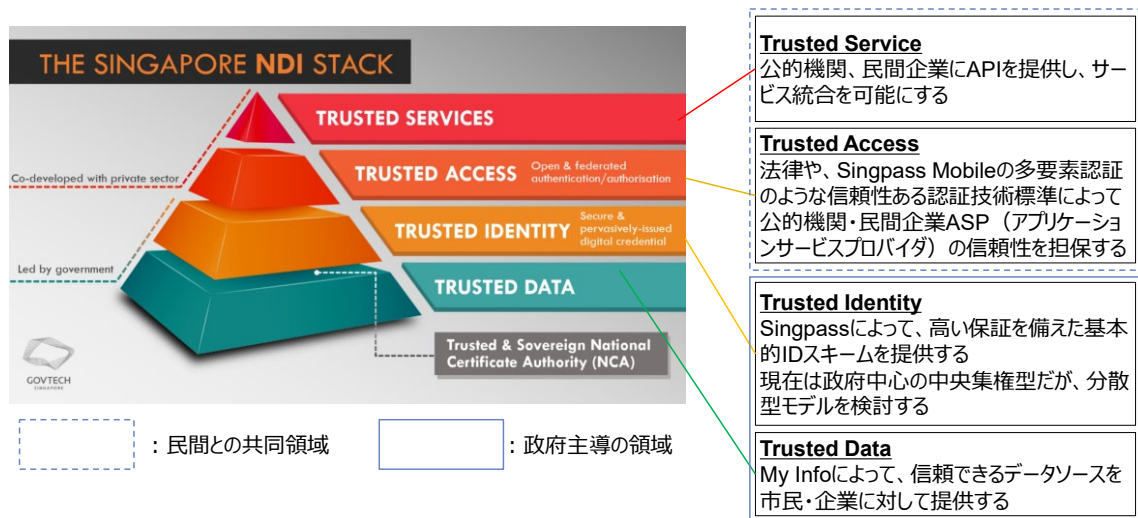 THE SINGAPORE NDI STACK
TRUSTED SERVICES
TRUSTED ACCESS
Open & federated
authentication/authorisation
Co-developed with private sector
TRUSTED IDENTITY
Secure &
pervasively-issued
digital credential
Led by government
TRUSTED DATA
Trusted & Sovereign National
Certificate Authority (NCA)
GOVTECH
SINGAPORE
：民間との共同領域
：政府主導の領域
Trusted Service
公的機関、民間企業にAPIを提供し、サー
ビス統合を可能にする
Trusted Access
法律や、Singpass Mobileの多要素認証
のような信頼性ある認証技術標準によって
公的機関・民間企業ASP（アプリケーショ
ンサービスプロバイダ）の信頼性を担保する
Trusted Identity
Singpassによって、高い保証を備えた基本
的IDスキームを提供する
現在は政府中心の中央集権型だが、分散
型モデルを検討する
Trusted Data
My Infoによって、信頼できるデータソースを
市民・企業に対して提供する